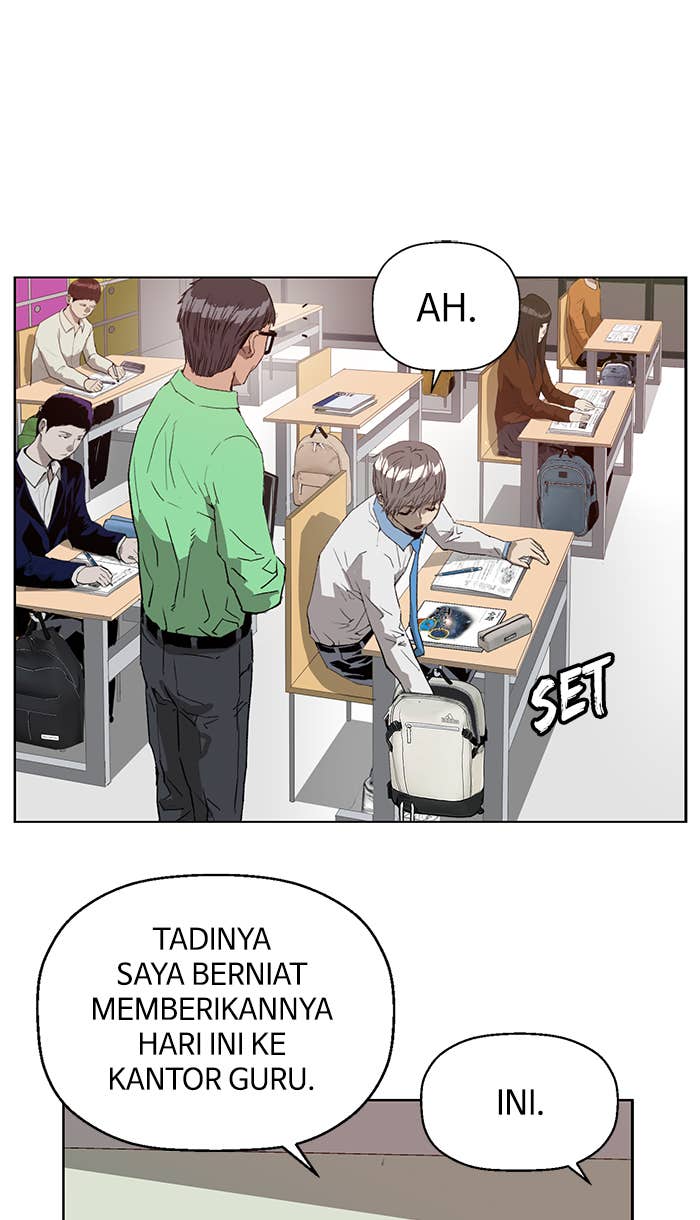 AH.
SET
TADINYA
SAYA BERNIAT
MEMBERIKANNYA
HARI INI KE
KANTOR GURU.
INI.